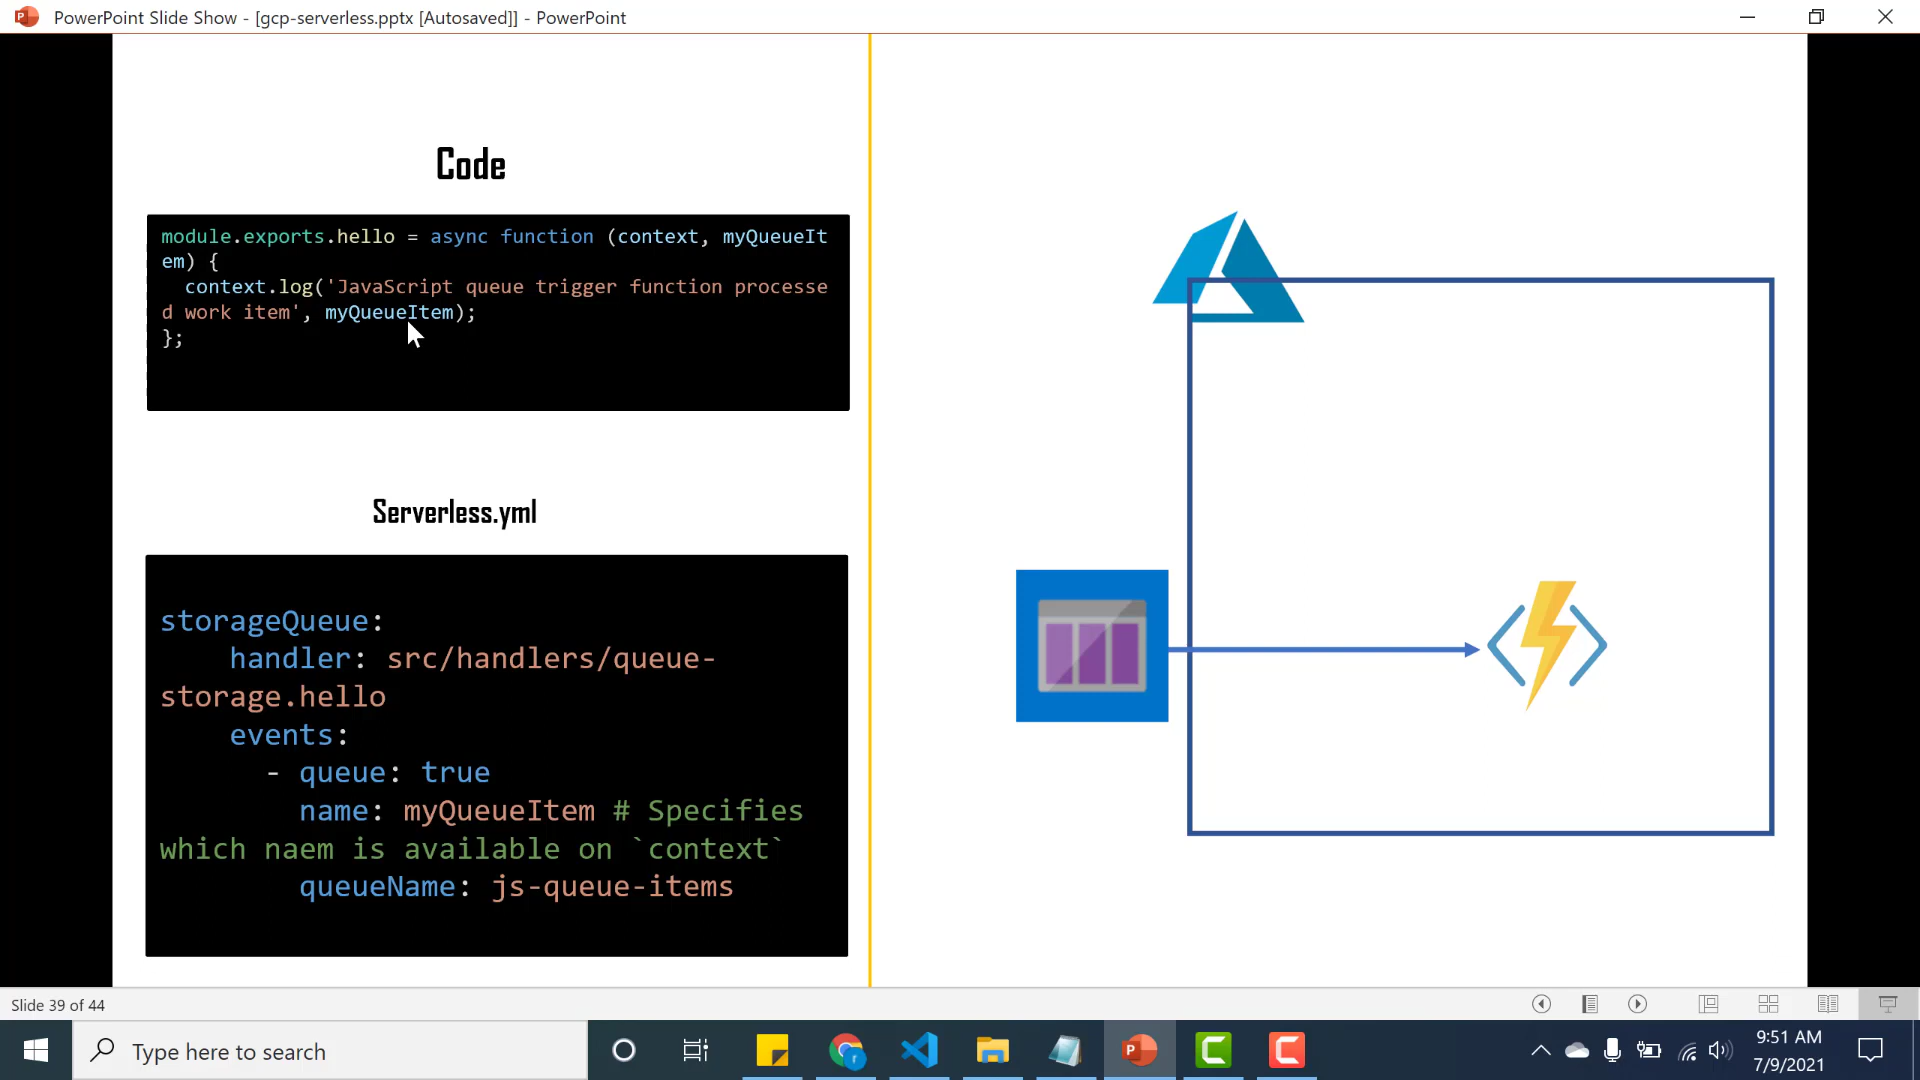 PowerPoint Slide Show - [gcp-serverless.pptx [Autosaved]] - PowerPoint
Code
module.exports.hello = async function (context, myQueueIt
em) {
  context.log('JavaScript queue trigger function processe
d work item', myQueueItem);
};
Serverless.yml
storageQueue:
    handler: src/handlers/queue-
storage.hello
    events:
      - queue: true
        name: myQueueItem # Specifies
which naem is available on `context`
        queueName: js-queue-items
Slide 39 of 44
Type here to search
9:51 AM
7/9/2021